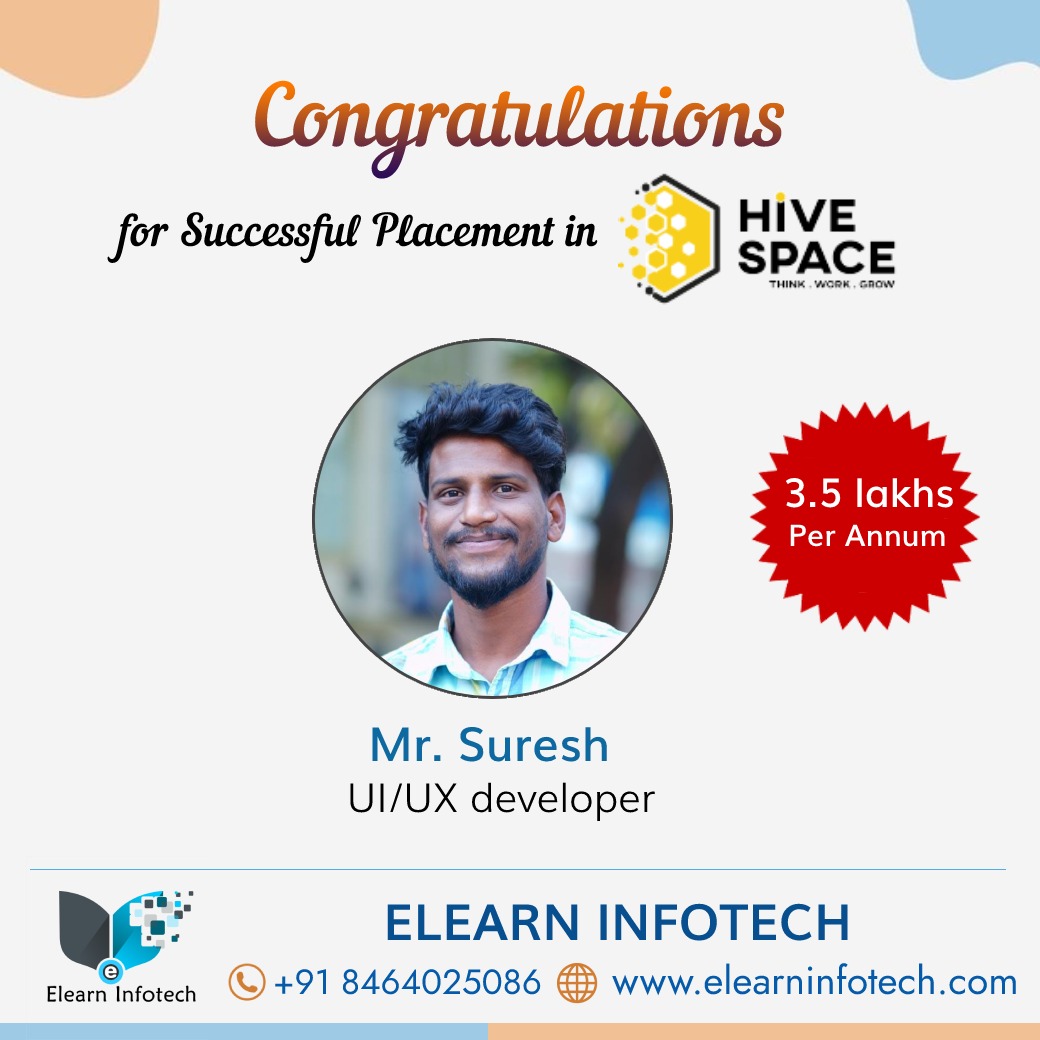 Congratulations
for Successful Placement in
HiVE
SPACE
THINK . WORK . GROW
3.5 lakhs
Per Annum
Mr. Suresh
UI/UX developer
e
Elearn Infotech
ELEARN INFOTECH
+91 8464025086 www.elearninfotech.com